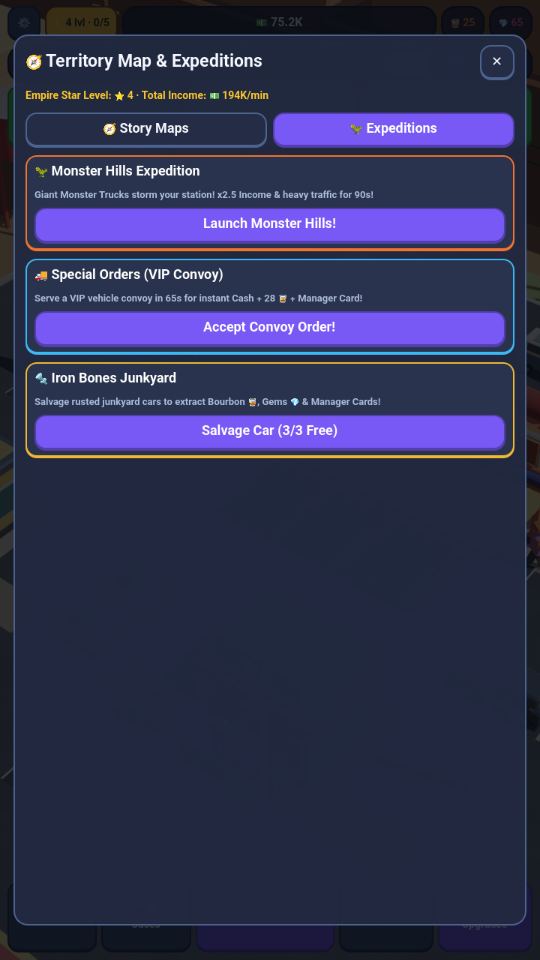 4 lvl · 0/5
75.2K
25
65
Territory Map & Expeditions
✕
Empire Star Level: ⭐ 4 · Total Income: 💵 194K/min
🧭 Story Maps
🦖 Expeditions
🦖 Monster Hills Expedition
Giant Monster Trucks storm your station! x2.5 Income & heavy traffic for 90s!
Launch Monster Hills!
🚚 Special Orders (VIP Convoy)
Serve a VIP vehicle convoy in 65s for instant Cash + 28 🥃 + Manager Card!
Accept Convoy Order!
🔩 Iron Bones Junkyard
Salvage rusted junkyard cars to extract Bourbon 🥃, Gems 💎 & Manager Cards!
Salvage Car (3/3 Free)